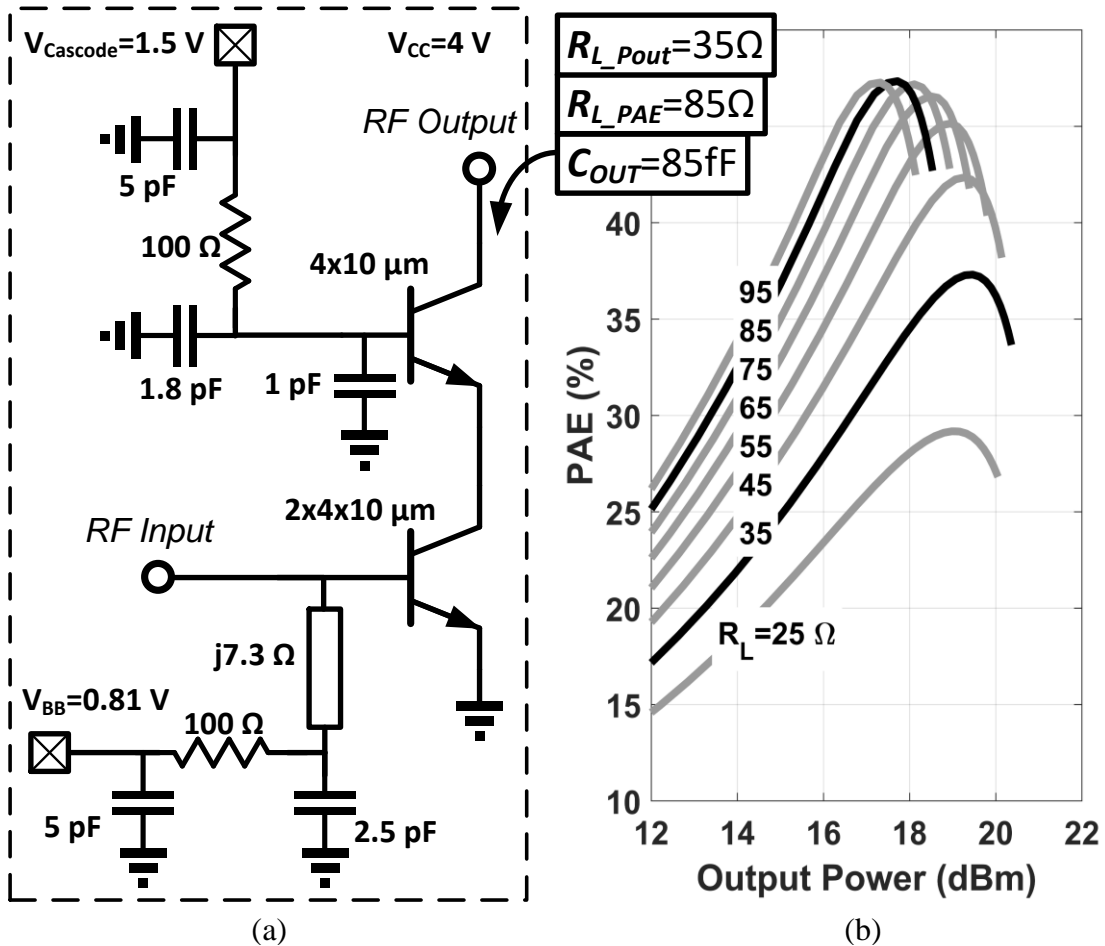 V_Cascode=1.5 V
V_CC=4 V
R_L_Pout=35Ω
R_L_PAE=85Ω
C_OUT=85fF
RF Output
5 pF
100 Ω
4x10 µm
1.8 pF
1 pF
2x4x10 µm
RF Input
j7.3 Ω
V_BB=0.81 V
100 Ω
5 pF
2.5 pF
(a)
PAE (%)
40
35
30
25
20
15
10
95
85
75
65
55
45
35
R_L=25 Ω
12 14 16 18 20 22
Output Power (dBm)
(b)